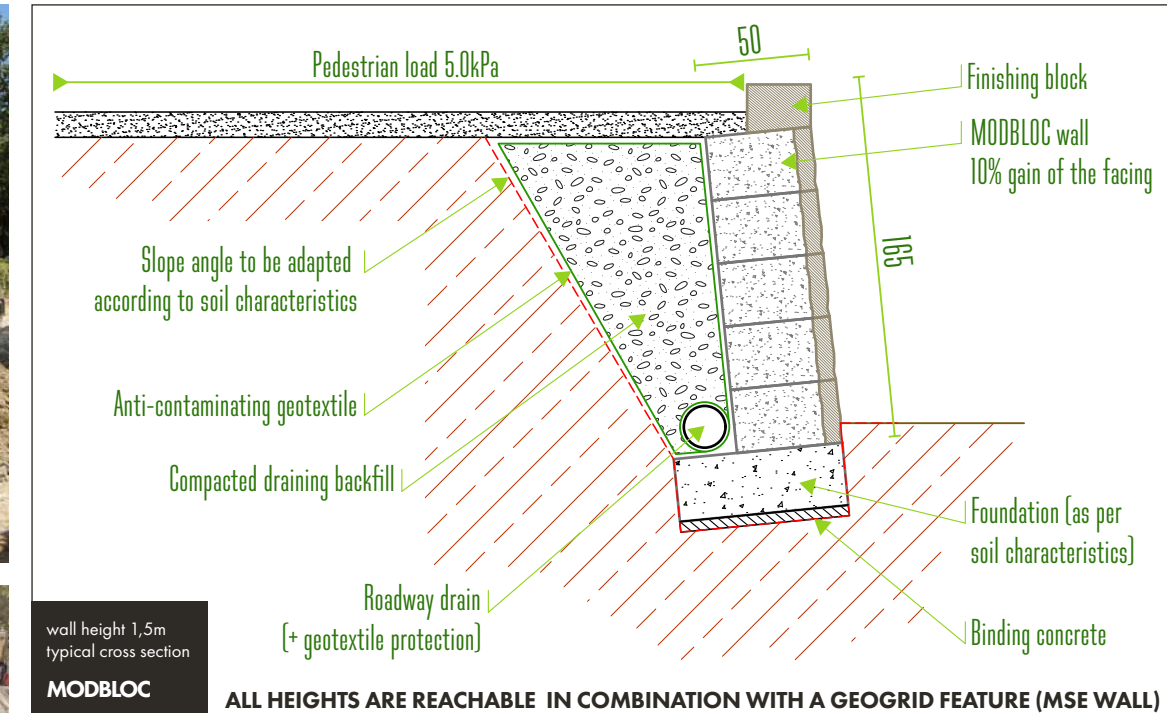 50
Pedestrian load 5.0kPa
Finishing block
MODBLOC wall
10% gain of the facing
165
Slope angle to be adapted
according to soil characteristics
Anti-contaminating geotextile
Compacted draining backfill
Foundation (as per
soil characteristics)
Roadway drain
(+ geotextile protection)
Binding concrete
wall height 1,5m
typical cross section
MODBLOC
ALL HEIGHTS ARE REACHABLE IN COMBINATION WITH A GEOGRID FEATURE (MSE WALL)